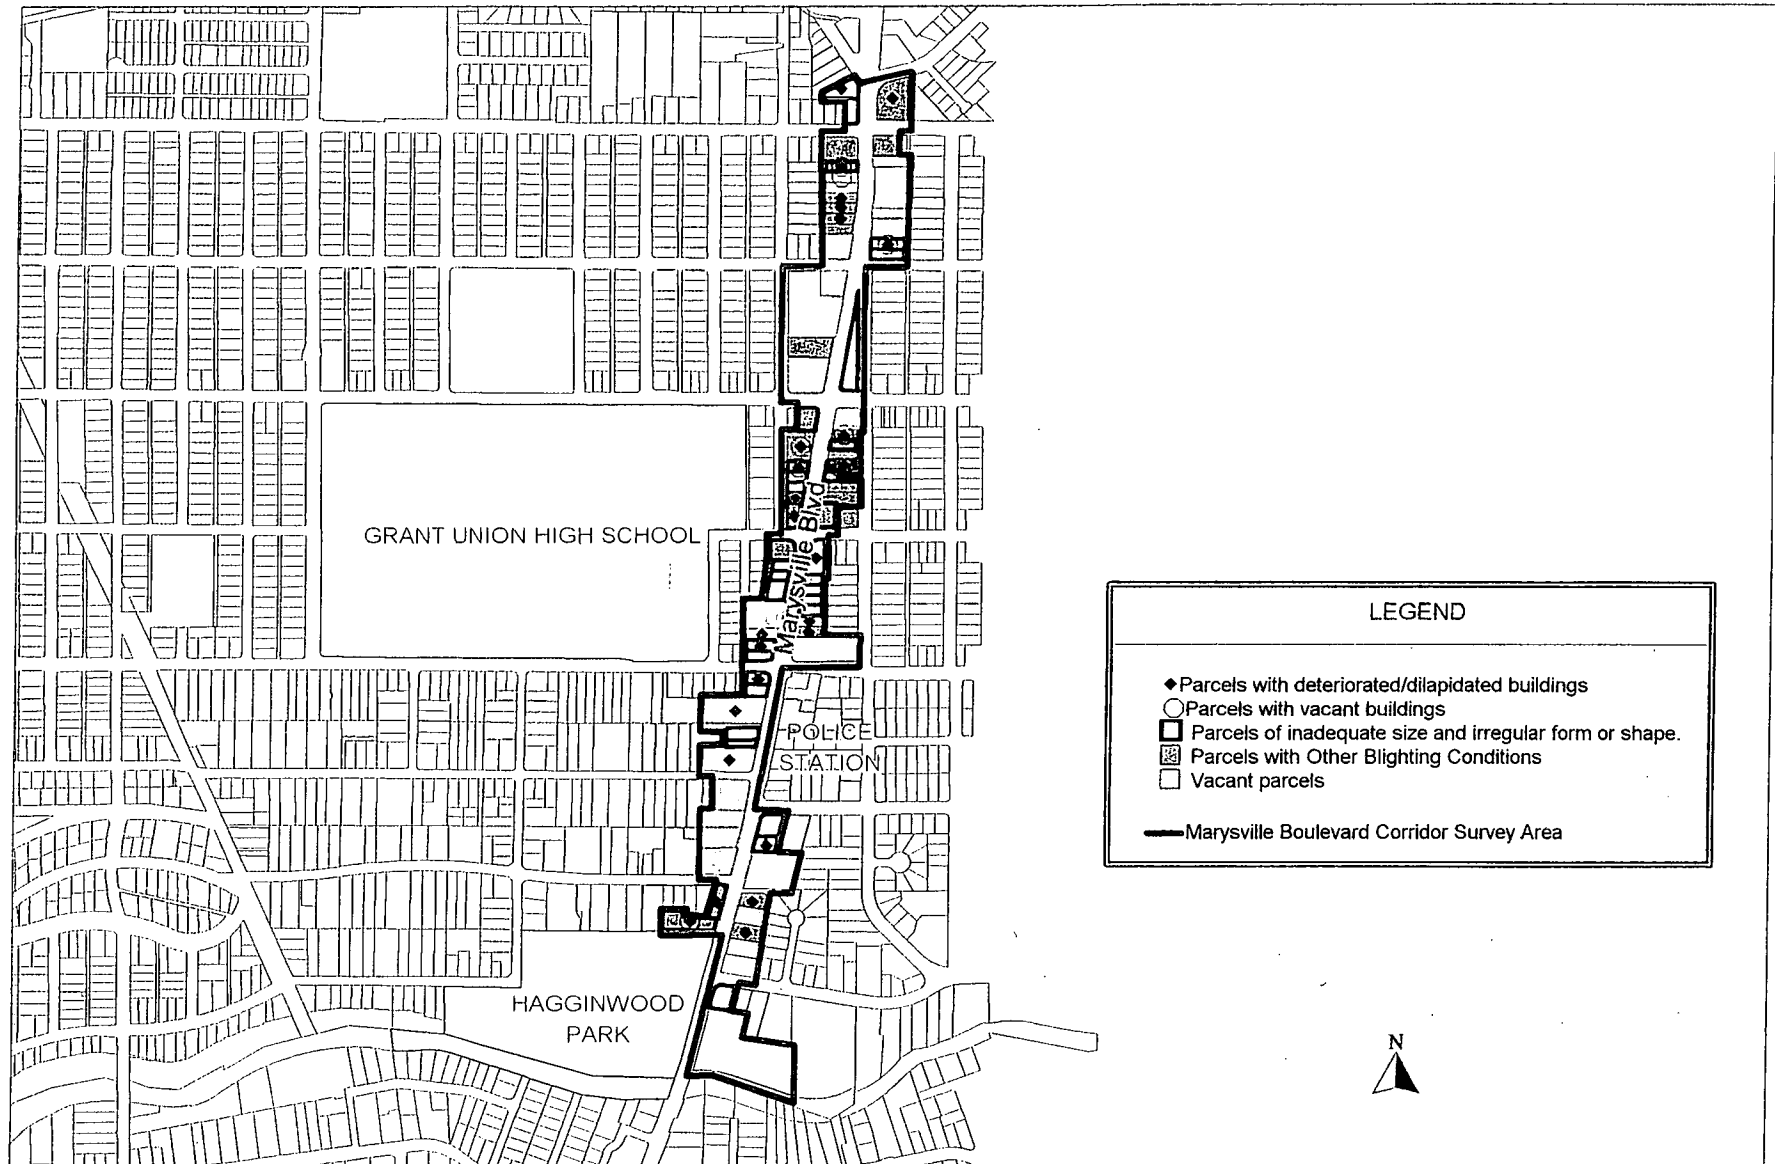 GRANT UNION HIGH SCHOOL
Marysville Blvd
POLICE
STATION
HAGGINWOOD
PARK
LEGEND
Parcels with deteriorated/dilapidated buildings
Parcels with vacant buildings
Parcels of inadequate size and irregular form or shape.
Parcels with Other Blighting Conditions
Vacant parcels
Marysville Boulevard Corridor Survey Area
N